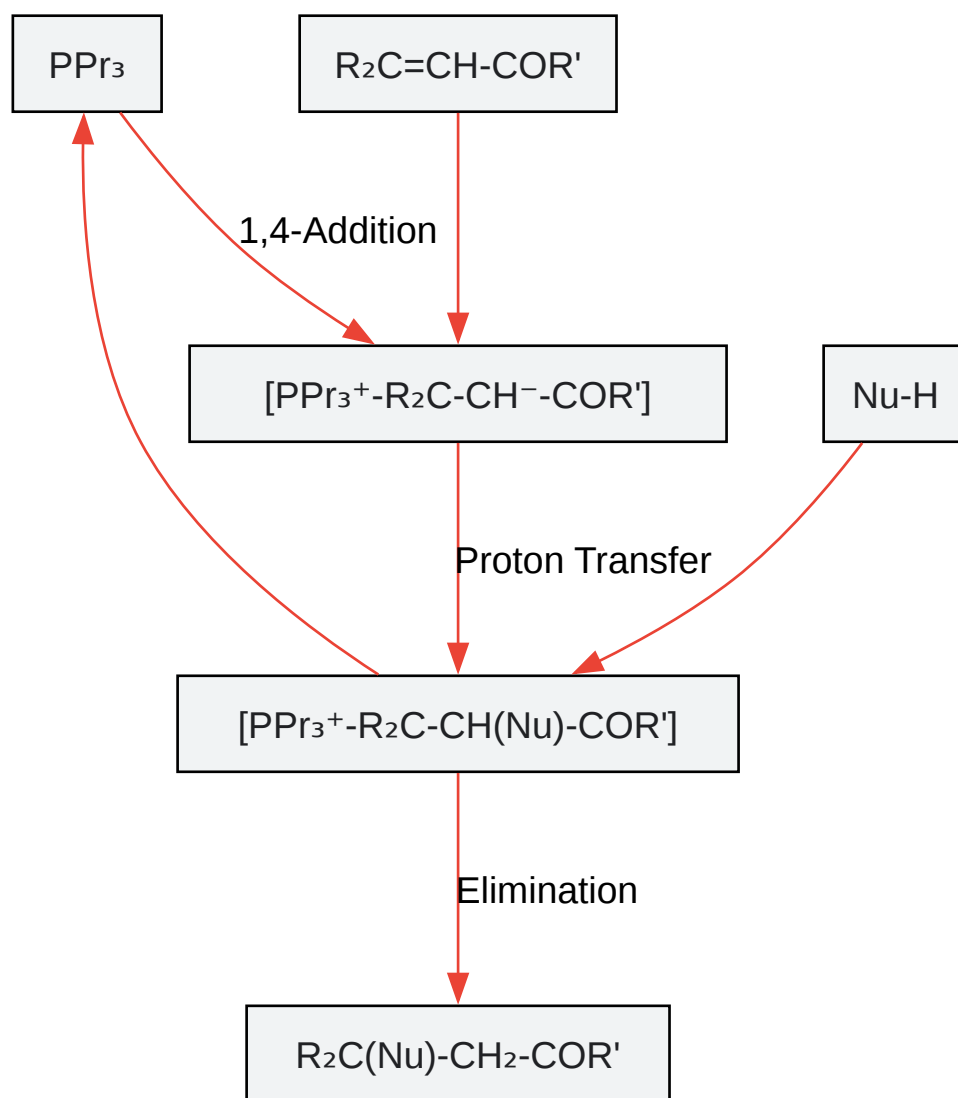 PPr₃
R₂C=CH-COR'
1,4-Addition
[PPr₃⁺-R₂C-CH⁻-COR']
Nu-H
Proton Transfer
[PPr₃⁺-R₂C-CH(Nu)-COR']
Elimination
R₂C(Nu)-CH₂-COR'